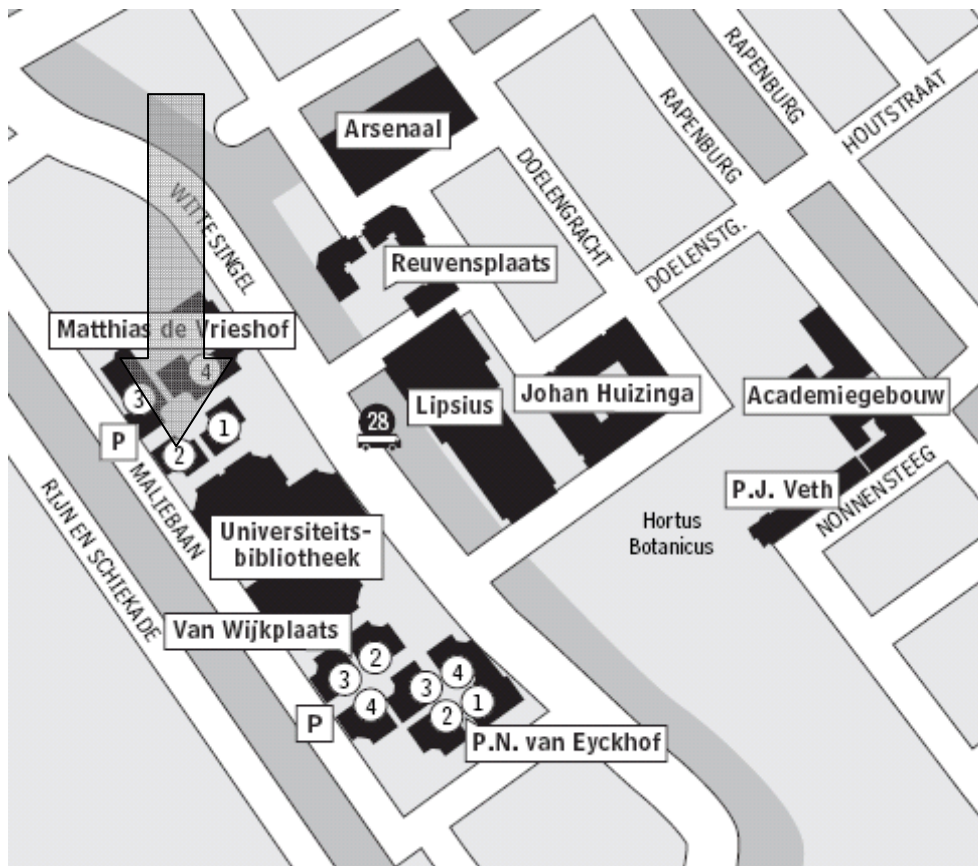 RAPENBURG
HOUTSTRAAT
RAPENBURG
Arsenaal
DOELENGRACHT
WITTE SINGEL
DOELENSTG.
Reuvensplaats
Matthias de Vrieshof
4
3
Johan Huizinga
Academiegebouw
Lipsius
28
1
P
2
MALIEBAAN
P.J. Veth
NONNENSTEEG
RIJN EN SCHIEKADE
Hortus
Botanicus
Universiteits-
bibliotheek
Van Wijkplaats
2
3
4
4
3
1
2
P
P.N. van Eyckhof